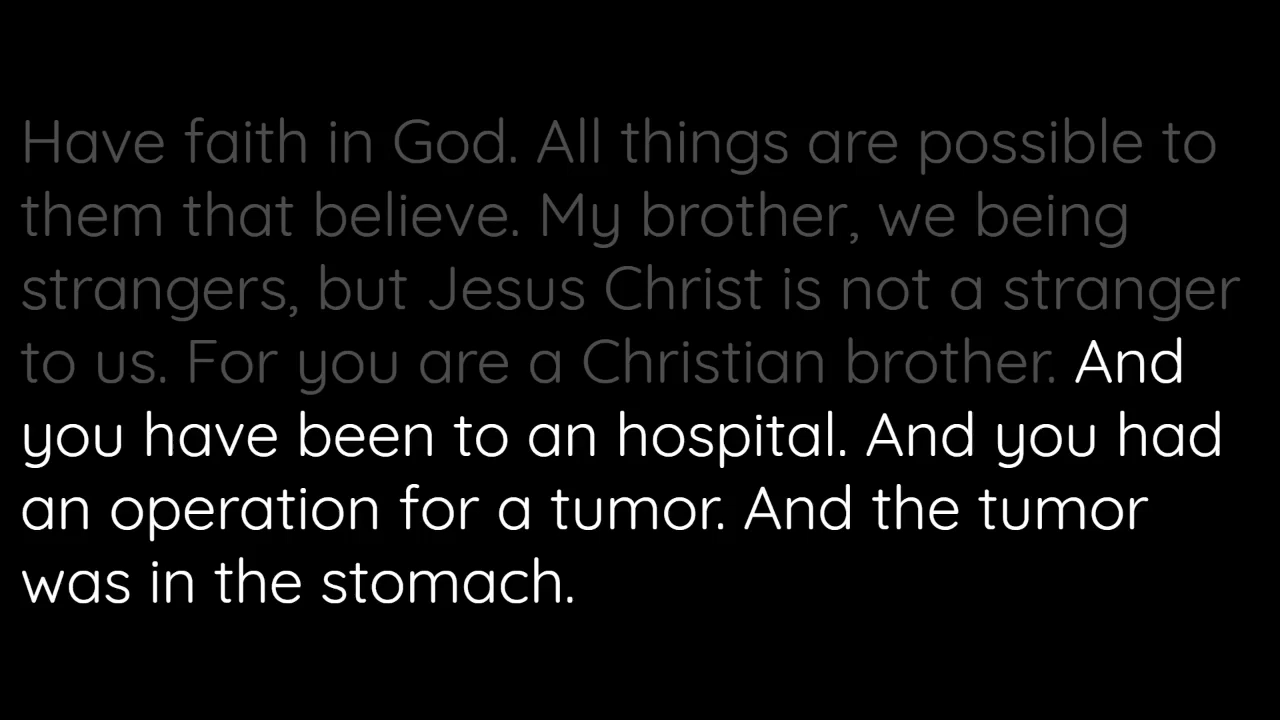 Have faith in God. All things are possible to
them that believe. My brother, we being
strangers, but Jesus Christ is not a stranger
to us. For you are a Christian brother. And
you have been to an hospital. And you had
an operation for a tumor. And the tumor
was in the stomach.